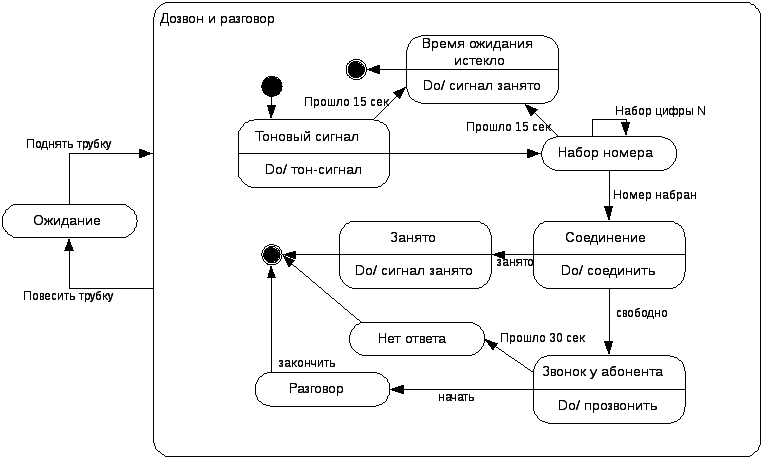 Дозвон и разговор
Время ожидания
истекло
Do/ сигнал занято
Прошло 15 сек
Набор цифры N
Прошло 15 сек
Тоновый сигнал
Do/ тон-сигнал
Набор номера
Поднять трубку
Номер набран
Ожидание
Занято
Do/ сигнал занято
занято
Соединение
Do/ соединить
Повесить трубку
свободно
Нет ответа
Прошло 30 сек
закончить
Звонок у абонента
Do/ прозвонить
Разговор
начать